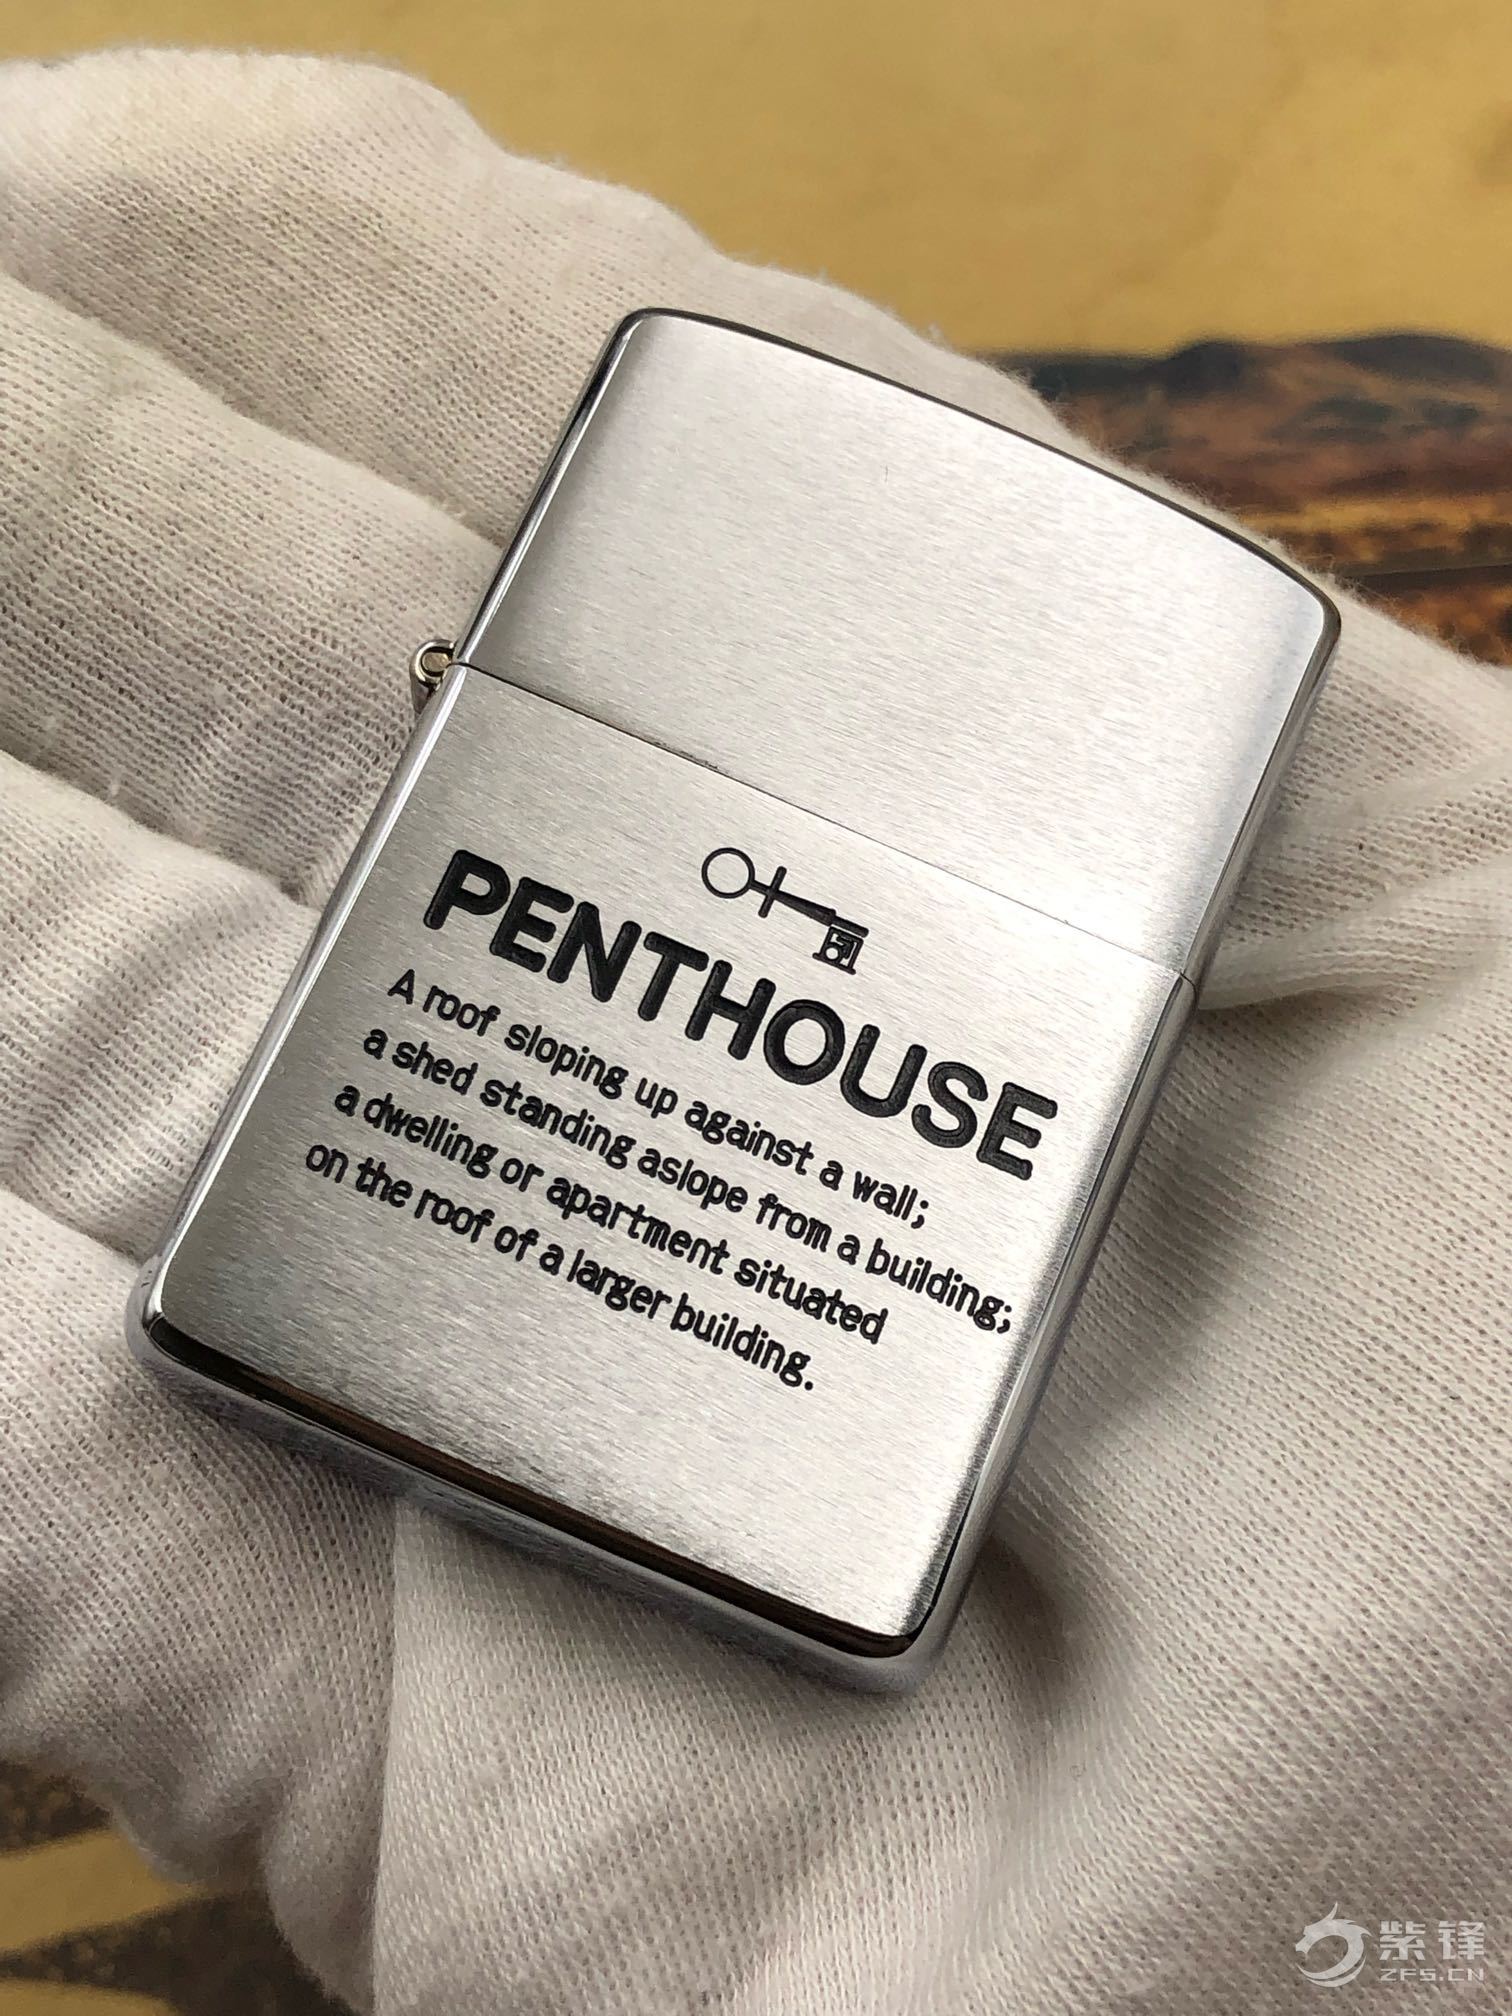 51
PENTHOUSE
A roof sloping up against a wall;
a shed standing aslope from a building;
a dwelling or apartment situated
on the roof of a larger building.
紫锋
ZFS.CN